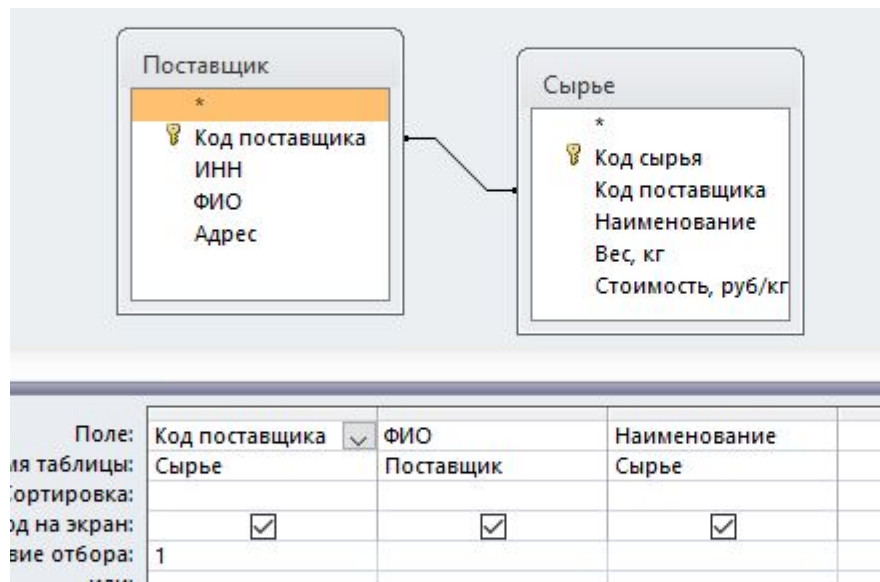 Поставщик
*
Код поставщика
ИНН
ФИО
Адрес
Сырье
*
Код сырья
Код поставщика
Наименование
Вес, кг
Стоимость, руб/кг
Поле: Код поставщика ФИО Наименование
мя таблицы: Сырье Поставщик Сырье
Сортировка:
од на экран:
вие отбора: 1
или: